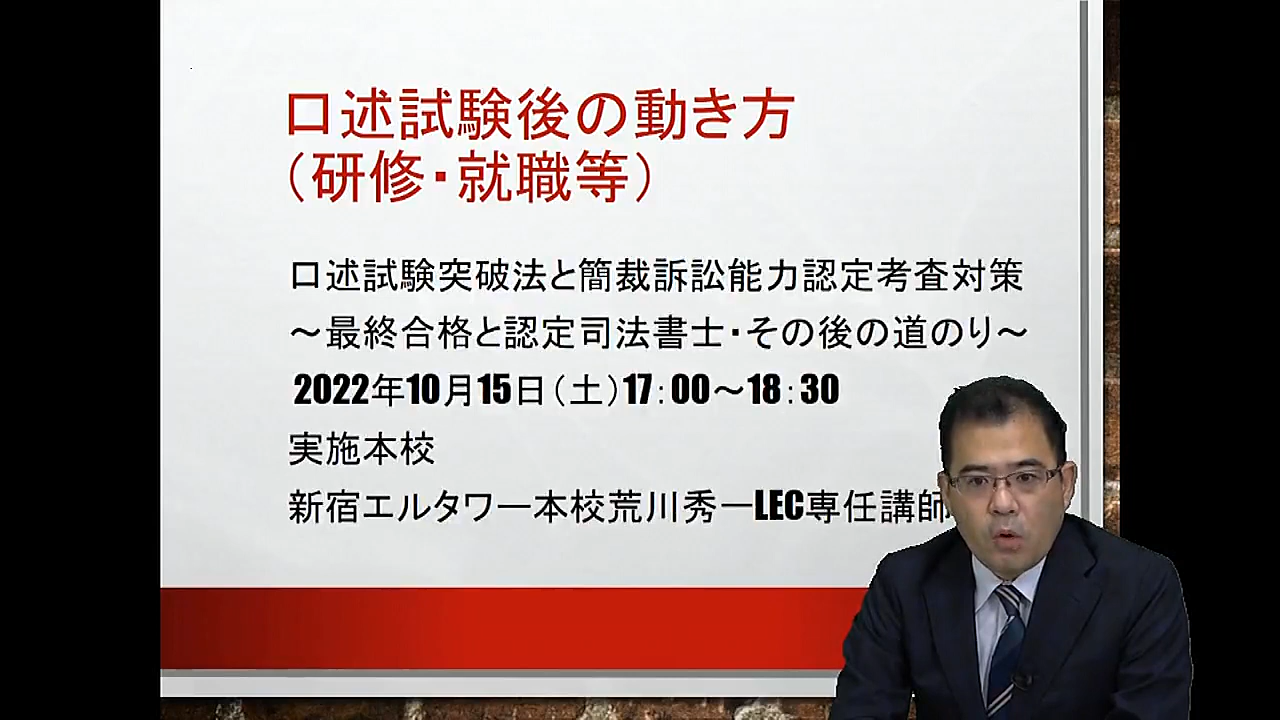 口述試験後の動き方
（研修・就職等）
口述試験突破法と簡裁訴訟能力認定考査対策
～最終合格と認定司法書士・その後の道のり～
2022年10月15日（土）17：00～18：30
実施本校
新宿エルタワー本校荒川秀一LEC専任講師